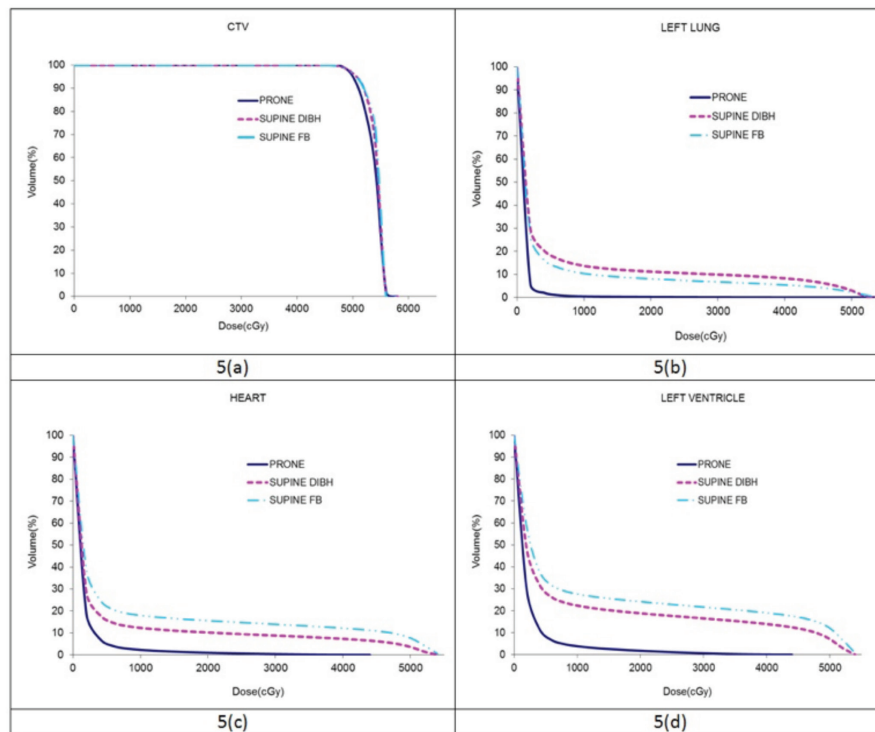 CTV
PRONE
SUPINE DIBH
SUPINE FB
Volume(%)
100
90
80
70
60
50
40
30
20
10
0
0 1000 2000 3000 4000 5000 6000
Dose(cGy)
5(a)
LEFT LUNG
PRONE
SUPINE DIBH
SUPINE FB
Volume(%)
100
90
80
70
60
50
40
30
20
10
0
0 1000 2000 3000 4000 5000
Dose(cGy)
5(b)
HEART
PRONE
SUPINE DIBH
SUPINE FB
Volume(%)
100
90
80
70
60
50
40
30
20
10
0
0 1000 2000 3000 4000 5000
Dose(cGy)
5(c)
LEFT VENTRICLE
PRONE
SUPINE DIBH
SUPINE FB
Volume(%)
100
90
80
70
60
50
40
30
20
10
0
0 1000 2000 3000 4000 5000
Dose(cGy)
5(d)